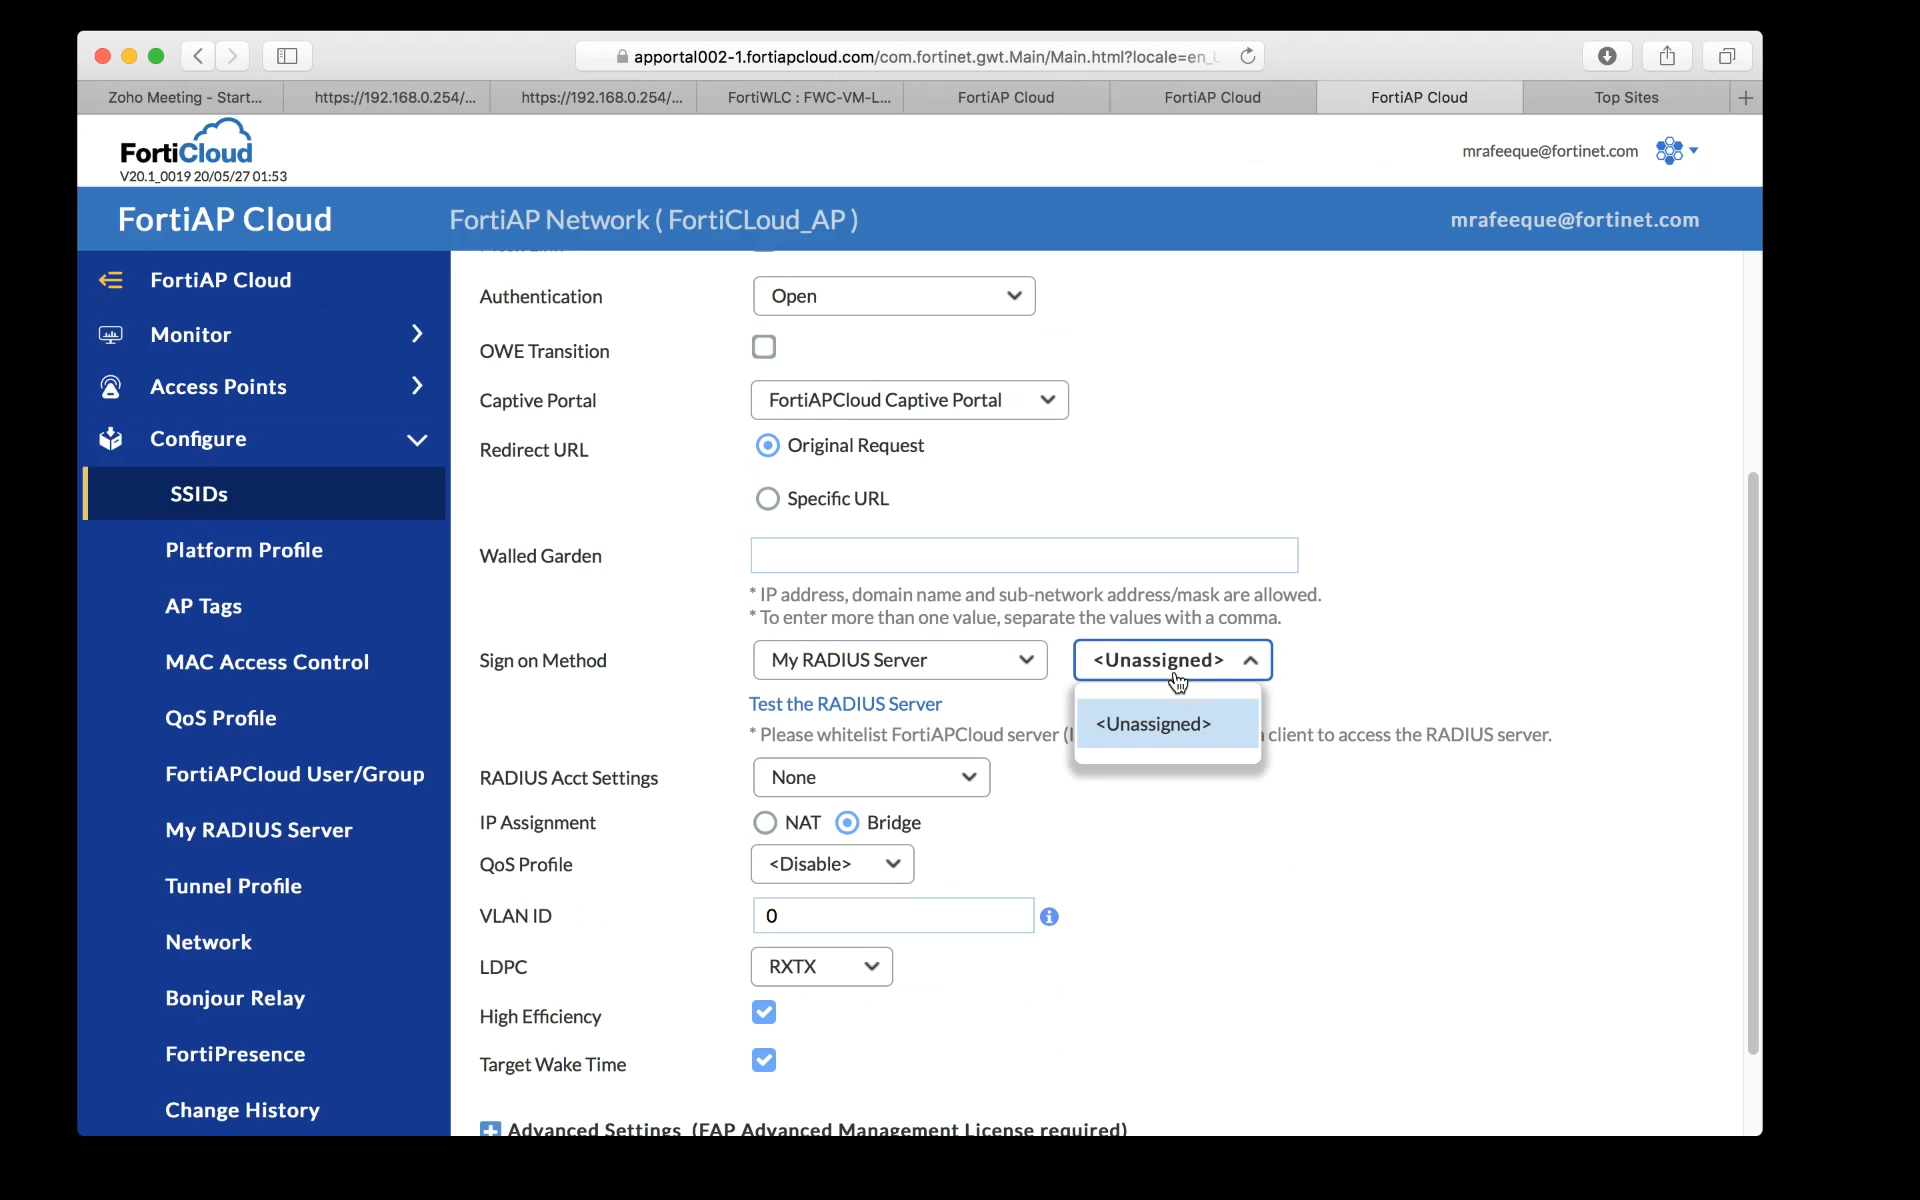 apportal002-1.fortiapcloud.com/com.fortinet.gwt.Main/Main.html?locale=en_
Zoho Meeting - Start...
https://192.168.0.254/...
https://192.168.0.254/...
FortiWLC : FWC-VM-L...
FortiAP Cloud
FortiAP Cloud
FortiAP Cloud
Top Sites
FortiCloud
V20.1_0019 20/05/27 01:53
mrafeeque@fortinet.com
FortiAP Cloud
FortiAP Network ( FortiCLoud_AP )
mrafeeque@fortinet.com
FortiAP Cloud
Monitor
Access Points
Configure
SSIDs
Platform Profile
AP Tags
MAC Access Control
QoS Profile
FortiAPCloud User/Group
My RADIUS Server
Tunnel Profile
Network
Bonjour Relay
FortiPresence
Change History
Authentication
Open
OWE Transition
Captive Portal
FortiAPCloud Captive Portal
Redirect URL
Original Request
Specific URL
Walled Garden
* IP address, domain name and sub-network address/mask are allowed.
* To enter more than one value, separate the values with a comma.
Sign on Method
My RADIUS Server
<Unassigned>
Test the RADIUS Server
<Unassigned>
* Please whitelist FortiAPCloud server ( client to access the RADIUS server.
RADIUS Acct Settings
None
IP Assignment
NAT
Bridge
QoS Profile
<Disable>
VLAN ID
0
LDPC
RXTX
High Efficiency
Target Wake Time
Advanced Settings (FAP Advanced Management License required)